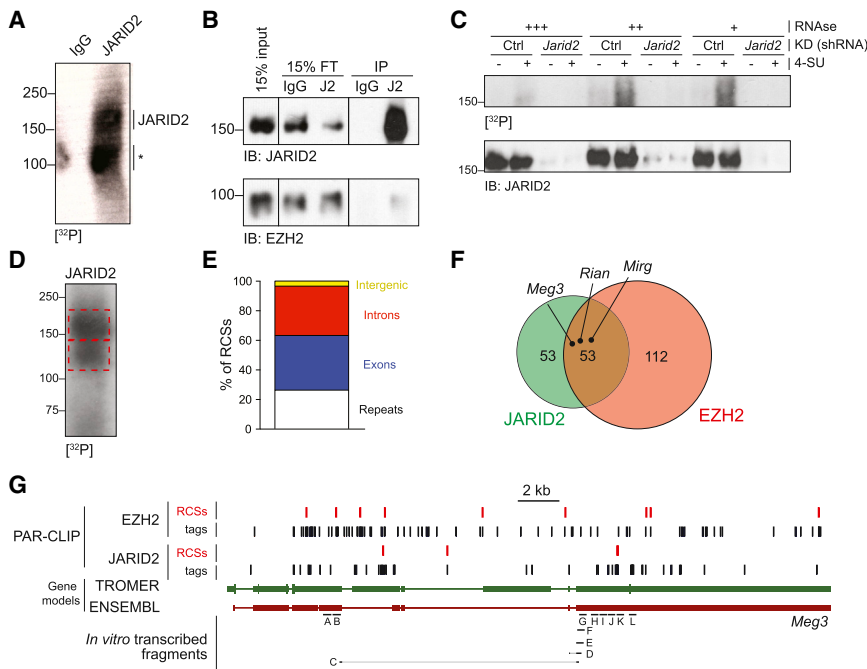 A
IgG
JARID2
250
150
100
JARID2
*
[32P]
B
15% input
15% FT
IP
IgG J2 IgG J2
150
IB: JARID2
100
IB: EZH2
C
+++ ++ + RNAse
Ctrl Jarid2 Ctrl Jarid2 Ctrl Jarid2 KD (shRNA)
- + - + - + - + - + - + 4-SU
150
[32P]
150
IB: JARID2
D
JARID2
250
150
100
75
[32P]
E
% of RCSs
100
80
60
40
20
0
Intergenic
Introns
Exons
Repeats
F
Meg3
Rian
Mirg
53 53 112
JARID2
EZH2
G
2 kb
PAR-CLIP
EZH2
RCSs
tags
JARID2
RCSs
tags
Gene models
TROMER
ENSEMBL
Meg3
In vitro transcribed fragments
A B
G H I J K L
F
E
D
C